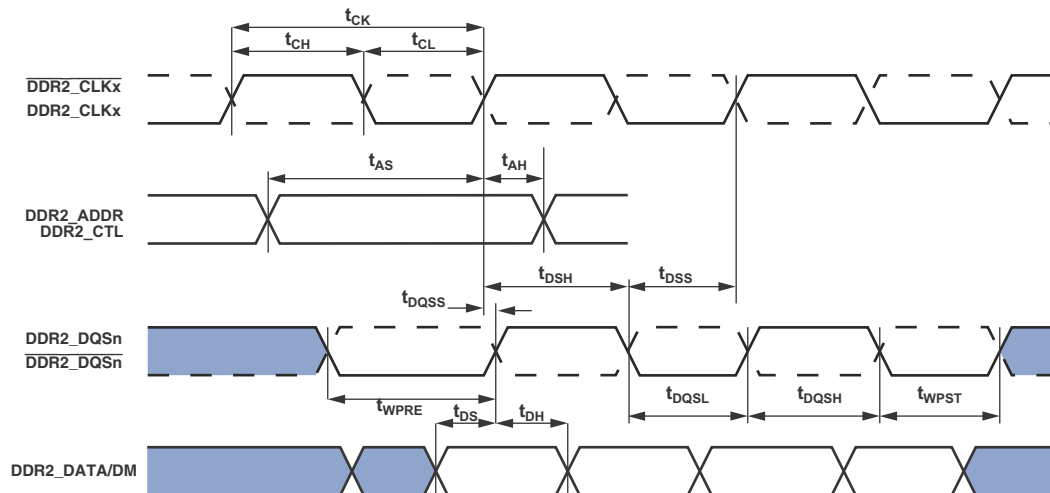 tCK
tCH
tCL
DDR2_CLKx
DDR2_CLKx
tAS
tAH
DDR2_ADDR
DDR2_CTL
tDSH
tDSS
tDQSS
DDR2_DQSn
DDR2_DQSn
tDQSL
tDQSH
tWPST
tWPRE
tDS
tDH
DDR2_DATA/DM